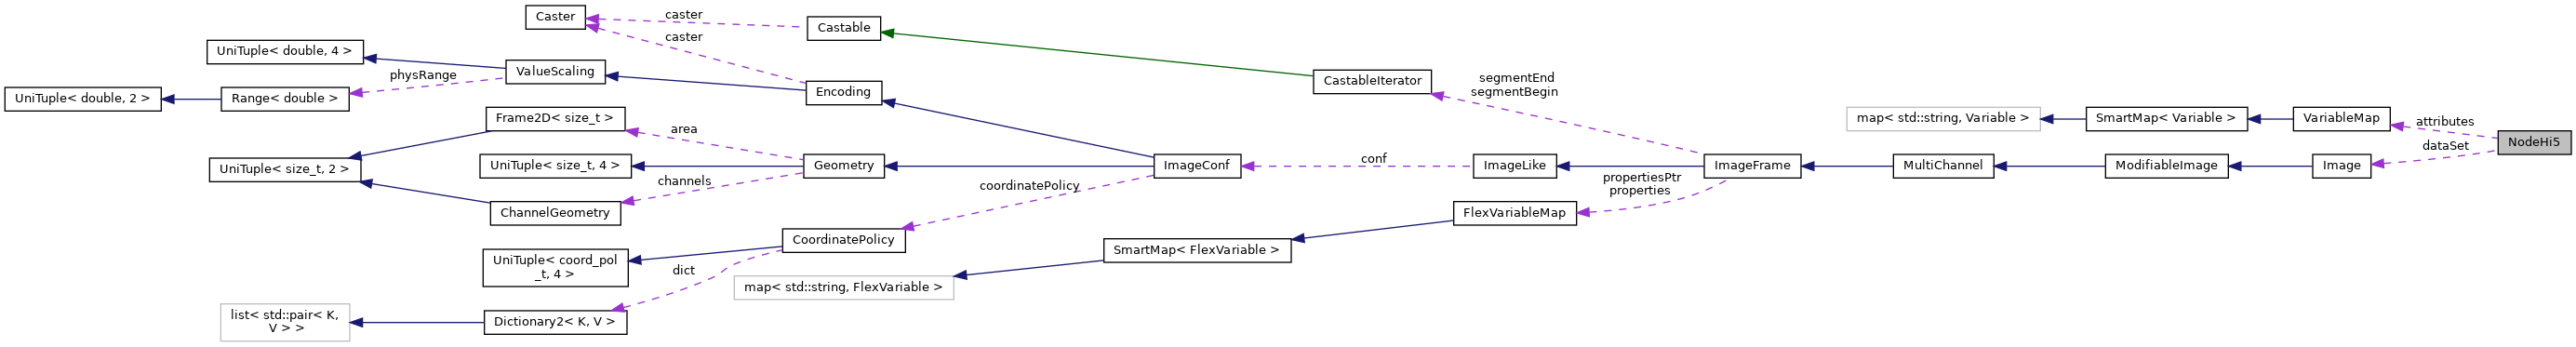 Caster
caster
Castable
caster
UniTuple< double, 4 >
physRange
ValueScaling
UniTuple< double, 2 >
Range< double >
Encoding
CastableIterator
segmentEnd
segmentBegin
Frame2D< size_t >
area
map< std::string, Variable >
SmartMap< Variable >
VariableMap
attributes
NodeHi5
dataSet
UniTuple< size_t, 2 >
UniTuple< size_t, 4 >
Geometry
ImageConf
conf
ImageLike
ImageFrame
MultiChannel
ModifiableImage
Image
channels
coordinatePolicy
propertiesPtr
properties
ChannelGeometry
FlexVariableMap
CoordinatePolicy
SmartMap< FlexVariable >
UniTuple< coord_pol
_t, 4 >
dict
map< std::string, FlexVariable >
list< std::pair< K,
V > >
Dictionary2< K, V >